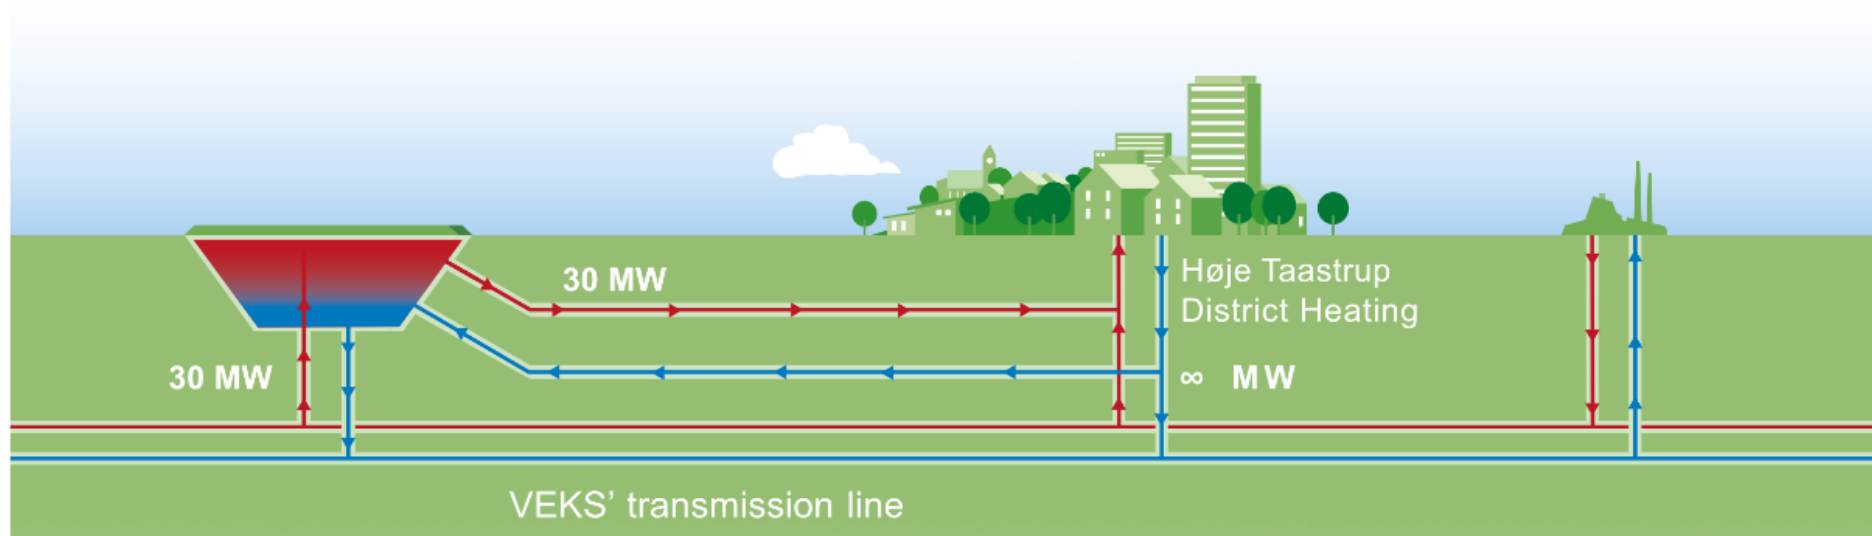 30 MW
Høje Taastrup
District Heating
30 MW
∞ MW
VEKS’ transmission line